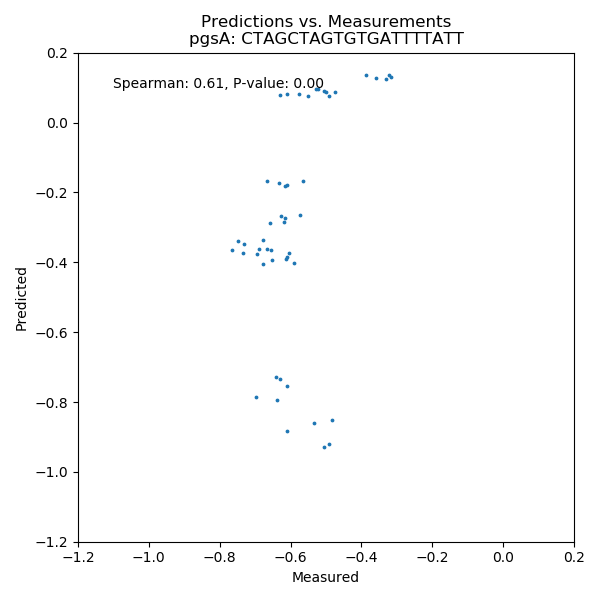 Predictions vs. Measurements
pgsA: CTAGCTAGTGTGATTTTATT
Spearman: 0.61, P-value: 0.00
0.2
0.0
−0.2
−0.4
−0.6
−0.8
−1.0
−1.2
Predicted
−1.2 −1.0 −0.8 −0.6 −0.4 −0.2 0.0 0.2
Measured